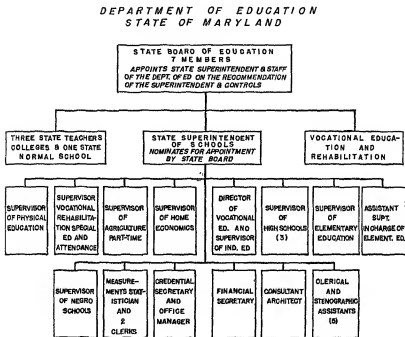 DEPARTMENT OF EDUCATION
STATE OF MARYLAND
STATE BOARD OF EDUCATION
7 MEMBERS
APPOINTS STATE SUPERINTENDENT & STAFF
OF THE DEPT. OF ED ON THE RECOMMENDATION
OF THE SUPERINTENDENT & CONTROLS
THREE STATE TEACHERS
COLLEGES & ONE STATE
NORMAL SCHOOL
STATE SUPERINTENDENT
OF SCHOOLS
NOMINATES FOR APPOINTMENT
BY STATE BOARD
VOCATIONAL EDUCA-
TION AND
REHABILITATION
SUPERVISOR
OF PHYSICAL
EDUCATION
SUPERVISOR
VOCATIONAL
REHABILITA-
TION SPECIAL
ED AND
ATTENDANCE
SUPERVISOR
OF
AGRICULTURE
PART-TIME
SUPERVISOR
OF HOME
ECONOMICS
DIRECTOR
OF
VOCATIONAL
ED. AND
SUPERVISOR
OF IND. ED
SUPERVISOR
OF
HIGH SCHOOLS
(3)
SUPERVISOR
OF
ELEMENTARY
EDUCATION
ASSISTANT
SUPT.
IN CHARGE OF
ELEMENT. ED.
SUPERVISOR
OF NEGRO
SCHOOLS
MEASURE-
MENTS STAT-
ISTICIAN
AND
2
CLERKS
CREDENTIAL
SECRETARY
AND
OFFICE
MANAGER
FINANCIAL
SECRETARY
CONSULTANT
ARCHITECT
CLERICAL
AND
STENOGRAPHIC
ASSISTANTS
(5)